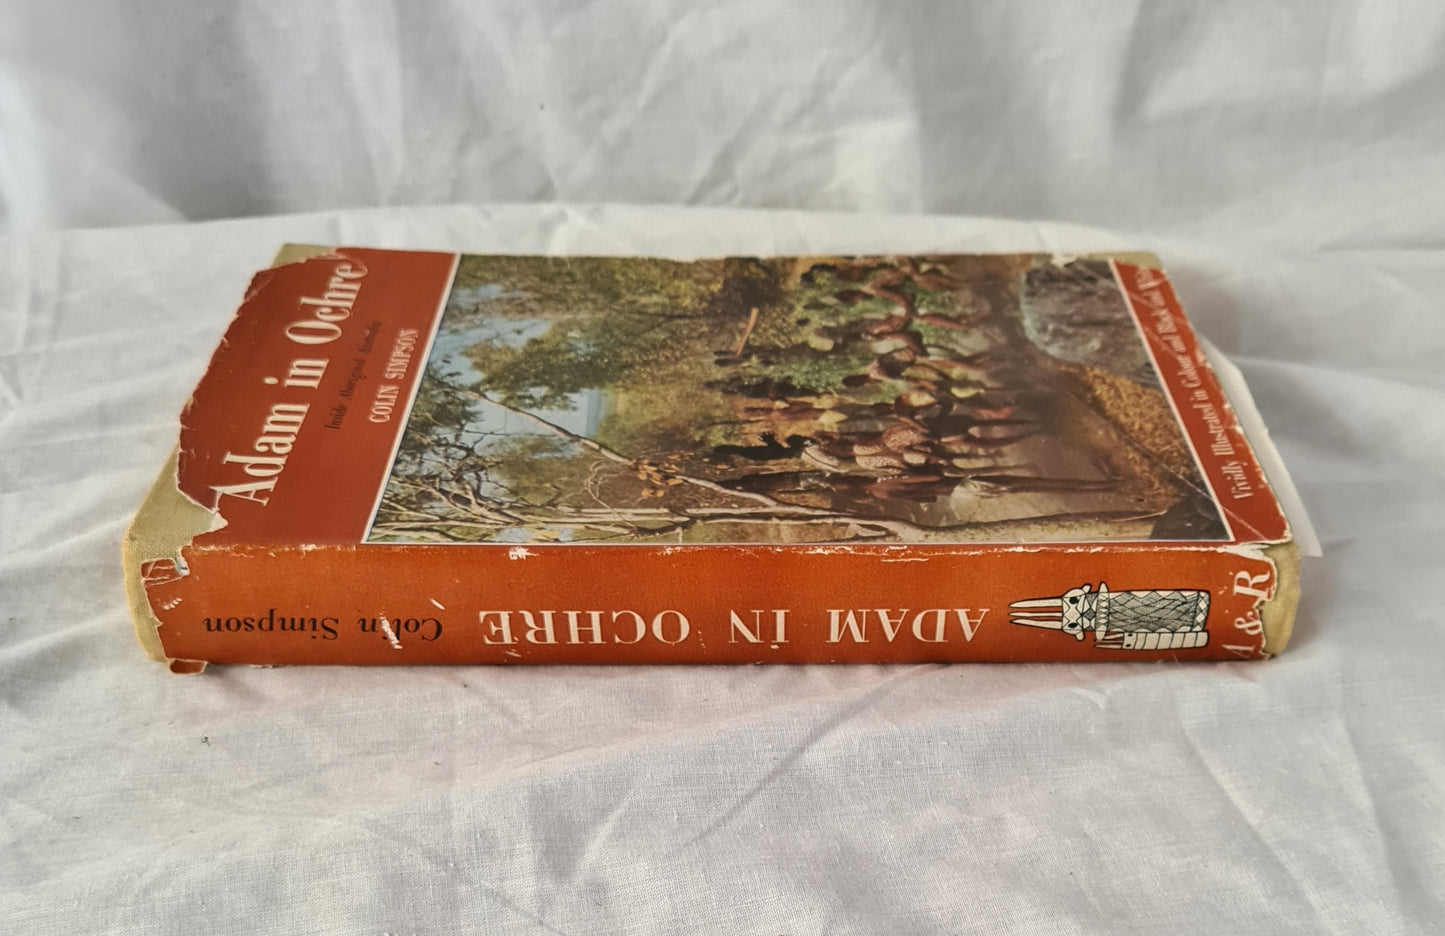 Adam in Ochre
Inside Aboriginal Australia
COLIN SIMPSON
Vividly Illustrated in Colour and Black and White
Colin Simpson
ADAM IN OCHRE
A & R